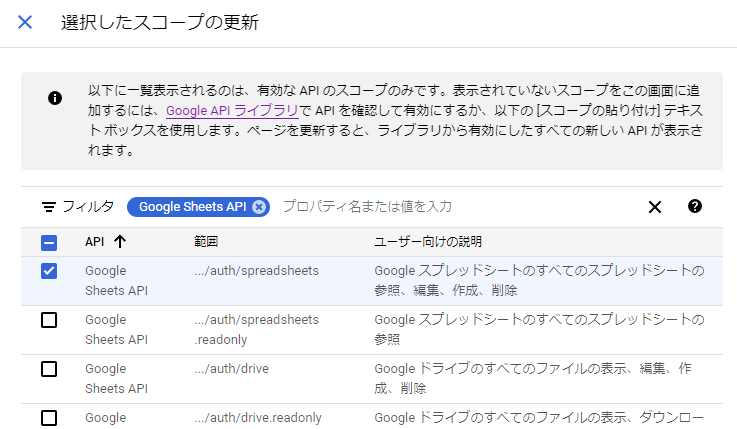 選択したスコープの更新
以下に一覧表示されるのは、有効な API のスコープのみです。表示されていないスコープをこの画面に追
加するには、Google API ライブラリで API を確認して有効にするか、以下の [スコープの貼り付け] テキス
ト ボックスを使用します。ページを更新すると、ライブラリから有効にしたすべての新しい API が表示さ
れます。
フィルタ Google Sheets API プロパティ名または値を入力
API 範囲 ユーザー向けの説明
Google .../auth/spreadsheets Google スプレッドシートのすべてのスプレッドシートの
Sheets API 参照、編集、作成、削除
Google .../auth/spreadsheets Google スプレッドシートのすべてのスプレッドシートの
Sheets API .readonly 参照
Google .../auth/drive Google ドライブのすべてのファイルの表示、編集、作
Sheets API 成、削除
Google .../auth/drive.readonly Google ドライブのすべてのファイルの表示、ダウンロー